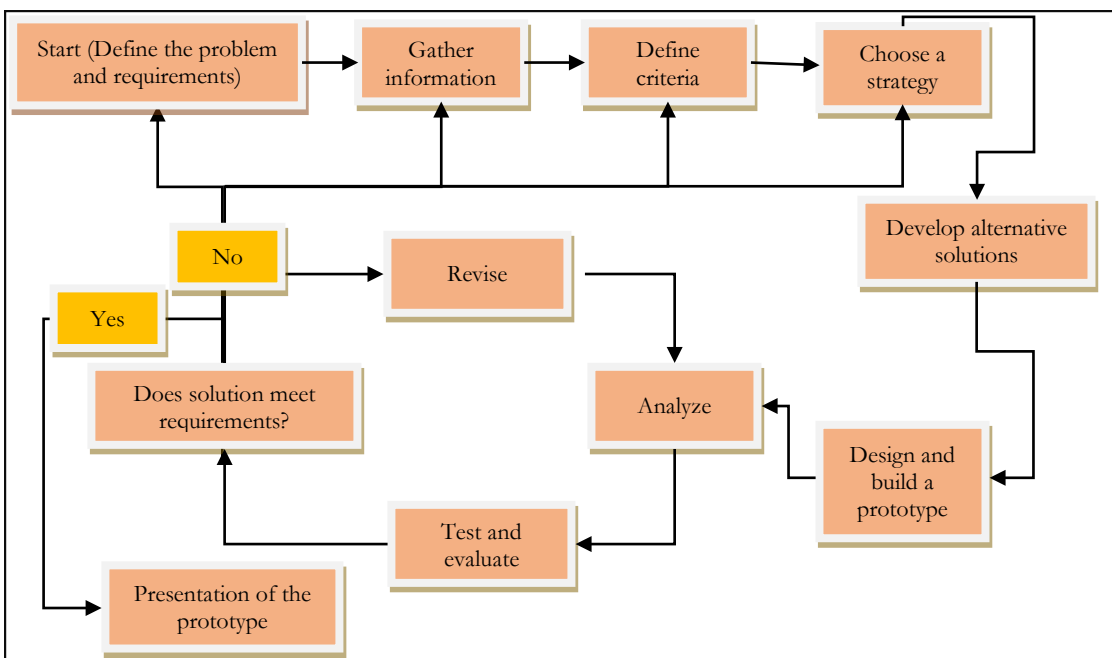 Start (Define the problem
and requirements)
Gather
information
Define
criteria
Choose a
strategy
Develop alternative
solutions
No
Revise
Yes
Does solution meet
requirements?
Analyze
Design and
build a
prototype
Test and
evaluate
Presentation of the
prototype